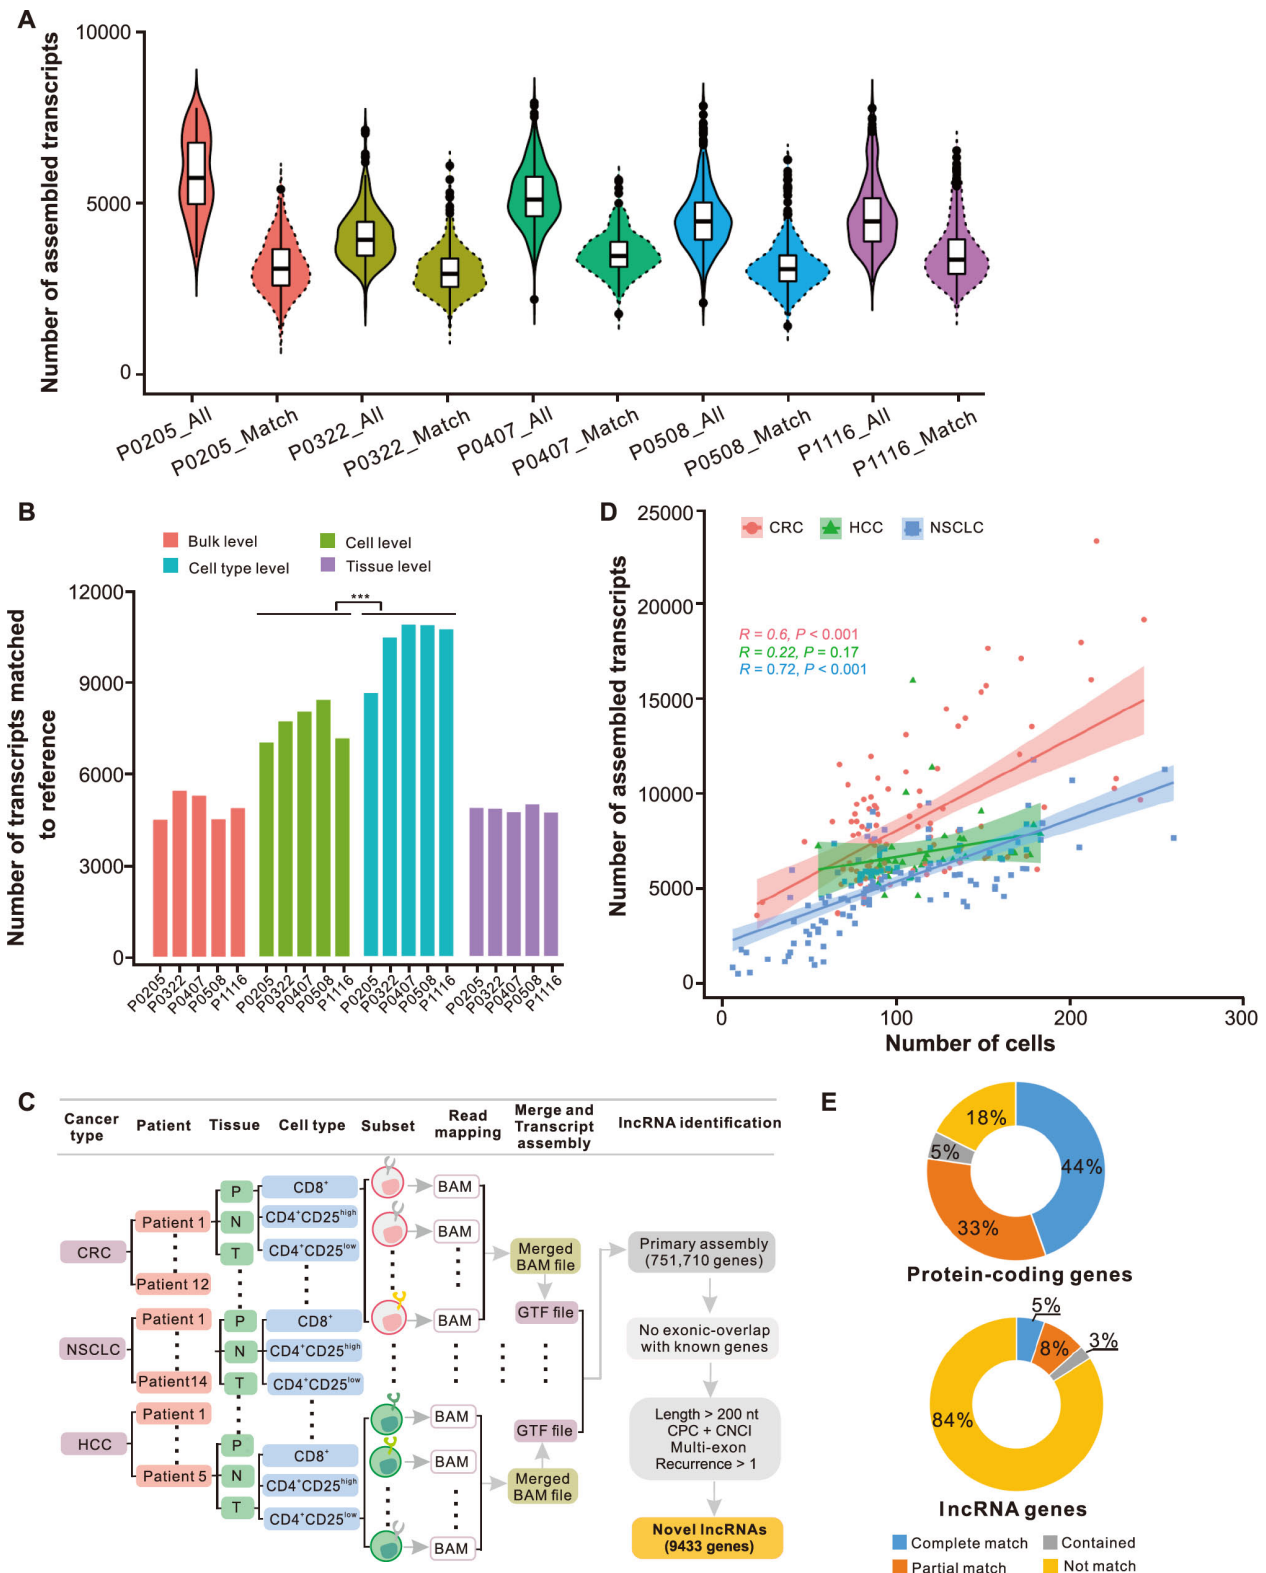 A
Number of assembled transcripts
10000
5000
0
P0205_All
P0205_Match
P0322_All
P0322_Match
P0407_All
P0407_Match
P0508_All
P0508_Match
P1116_All
P1116_Match
B
Bulk level
Cell level
Cell type level
Tissue level
Number of transcripts matched
to reference
12000
9000
6000
3000
0
***
P0205
P0322
P0407
P0508
P1116
P0205
P0322
P0407
P0508
P1116
P0205
P0322
P0407
P0508
P1116
P0205
P0322
P0407
P0508
P1116
D
CRC
HCC
NSCLC
R = 0.6, P < 0.001
R = 0.22, P = 0.17
R = 0.72, P < 0.001
Number of assembled transcripts
25000
20000
15000
10000
5000
0
0
100
200
300
Number of cells
C
Cancer
type
Patient
Tissue
Cell type
Subset
Read
mapping
Merge and
Transcript
assembly
lncRNA identification
CRC
Patient 1
Patient 12
P
N
T
CD8+
CD4+CD25high
CD4+CD25low
BAM
BAM
BAM
Merged
BAM file
GTF file
NSCLC
Patient 1
Patient14
P
N
T
CD8+
CD4+CD25high
CD4+CD25low
HCC
Patient 1
Patient 5
P
N
T
CD8+
CD4+CD25high
CD4+CD25low
BAM
BAM
BAM
GTF file
Merged
BAM file
Primary assembly
(751,710 genes)
No exonic-overlap
with known genes
Length > 200 nt
CPC + CNCI
Multi-exon
Recurrence > 1
Novel lncRNAs
(9433 genes)
E
18%
5%
44%
33%
Protein-coding genes
5%
8%
3%
84%
lncRNA genes
Complete match
Contained
Partial match
Not match